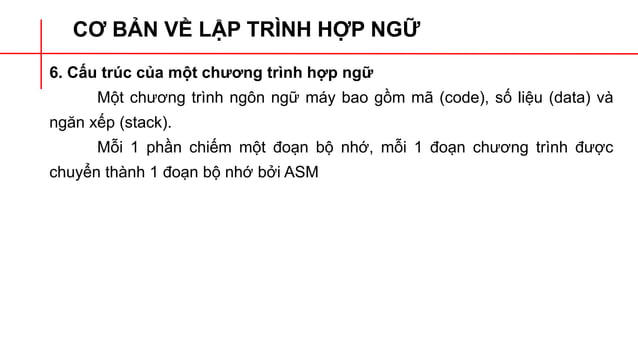 CƠ BẢN VỀ LẬP TRÌNH HỢP NGỮ
6. Cấu trúc của một chương trình hợp ngữ
Một chương trình ngôn ngữ máy bao gồm mã (code), số liệu (data) và
ngăn xếp (stack).
Mỗi 1 phần chiếm một đoạn bộ nhớ, mỗi 1 đoạn chương trình được
chuyển thành 1 đoạn bộ nhớ bởi ASM